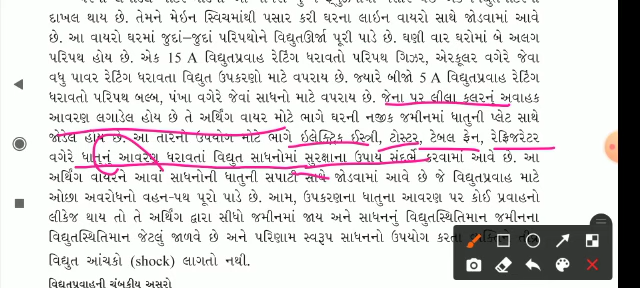 દાખલ થાય છે. તેમને મેઇન સ્વિચમાંથી પસાર કરી ઘરના લાઇન વાયરો સાથે જોડવામાં આવે
છે. આ વાયરો ઘરમાં જુદાં-જુદાં પરિપથોને વિદ્યુતઊર્જા પૂરી પાડે છે. ઘણી વાર ઘરોમાં બે અલગ
પરિપથ હોય છે. એક 15 A વિદ્યુતપ્રવાહ રેટિંગ ધરાવતો પરિપથ ગિઝર, એરકૂલર વગેરે જેવા
વધુ પાવર રેટિંગ ધરાવતા વિદ્યુત ઉપકરણો માટે વપરાય છે. જ્યારે બીજો 5 A વિદ્યુતપ્રવાહ રેટિંગ
ધરાવતો પરિપથ બલ્બ, પંખા વગેરે જેવાં સાધનો માટે વપરાય છે. જેના પર લીલા કલરનું અવાહક
આવરણ લગાડેલ હોય છે તે અર્થિંગ વાયર મોટે ભાગે ઘરની નજીક જમીનમાં ધાતુની પ્લેટ સાથે
જોડેલ હોય છે. આ તારનો ઉપયોગ મોટે ભાગે ઇલેક્ટ્રિક ઈસ્ત્રી, ટોસ્ટર, ટેબલ ફેન, રેફ્રિજરેટર
વગેરે ધાતુનું આવરણ ધરાવતાં વિદ્યુત સાધનોમાં સુરક્ષાના ઉપાય સંદર્ભે કરવામાં આવે છે. આ
અર્થિંગ વાયરને આવાં સાધનોની ધાતુની સપાટી સાથે જોડવામાં આવે છે જે વિદ્યુતપ્રવાહ માટે
ઓછા અવરોધનો વહન-પથ પૂરો પાડે છે. આમ, ઉપકરણના ધાતુના આવરણ પર કોઈ પ્રવાહનો
લીકેજ થાય તો તે અર્થિંગ દ્વારા સીધો જમીનમાં જાય અને સાધનનું વિદ્યુતસ્થિતિમાન જમીનના
વિદ્યુતસ્થિતિમાન જેટલું જાળવે છે અને પરિણામ સ્વરૂપ સાધનનો ઉપયોગ કરતા
વિદ્યુત આંચકો (shock) લાગતો નથી.
વિદ્યુતપ્રવાહની ચુંબકીય અસરો